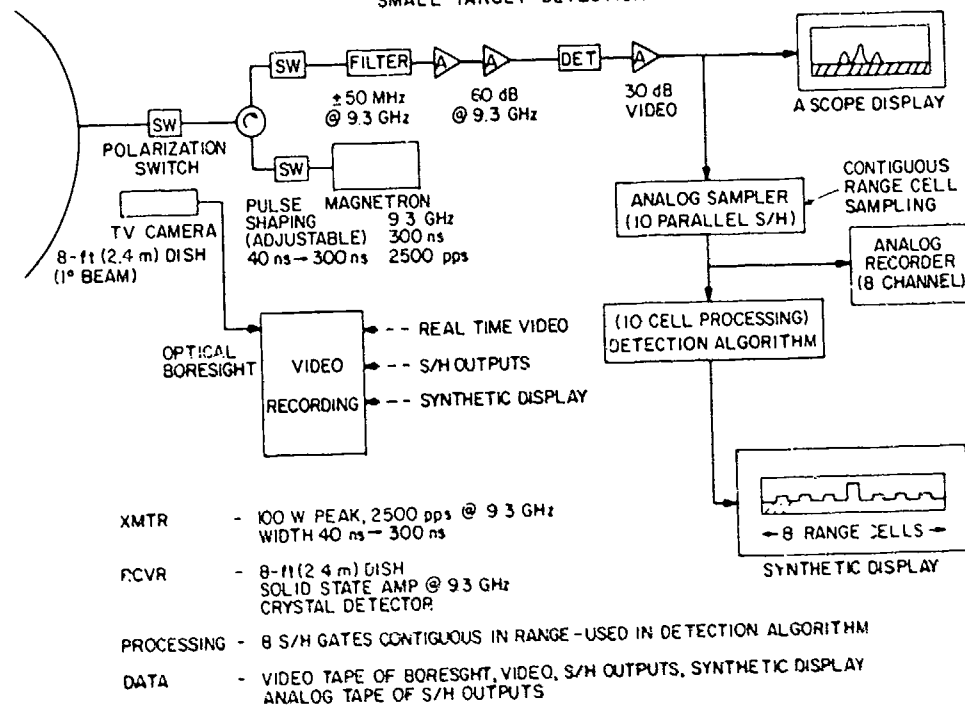 SMALL TARGET DETECTION
SW
POLARIZATION
SWITCH
SW
FILTER
±50 MHz
@ 9.3 GHz
A
A
60 dB
@ 9.3 GHz
DET
A
30 dB
VIDEO
A SCOPE DISPLAY
SW
PULSE
SHAPING
(ADJUSTABLE)
40 ns→300 ns
MAGNETRON
9 3 GHz
300 ns
2500 pps
TV CAMERA
8-ft (2.4 m) DISH
(1° BEAM)
ANALOG SAMPLER
(10 PARALLEL S/H)
CONTIGUOUS
RANGE CELL
SAMPLING
ANALOG
RECORDER
(8 CHANNEL)
(10 CELL PROCESSING)
DETECTION ALGORITHM
OPTICAL
BORESIGHT
VIDEO
RECORDING
-- REAL TIME VIDEO
-- S/H OUTPUTS
-- SYNTHETIC DISPLAY
←8 RANGE CELLS→
SYNTHETIC DISPLAY
XMTR - 100 W PEAK, 2500 pps @ 9 3 GHz
WIDTH 40 ns→300 ns
RCVR - 8-ft (2 4 m) DISH
SOLID STATE AMP @ 9.3 GHz
CRYSTAL DETECTOR
PROCESSING - 8 S/H GATES CONTIGUOUS IN RANGE-USED IN DETECTION ALGORITHM
DATA - VIDEO TAPE OF BORESGHT, VIDEO, S/H OUTPUTS, SYNTHETIC DISPLAY
ANALOG TAPE OF S/H OUTPUTS